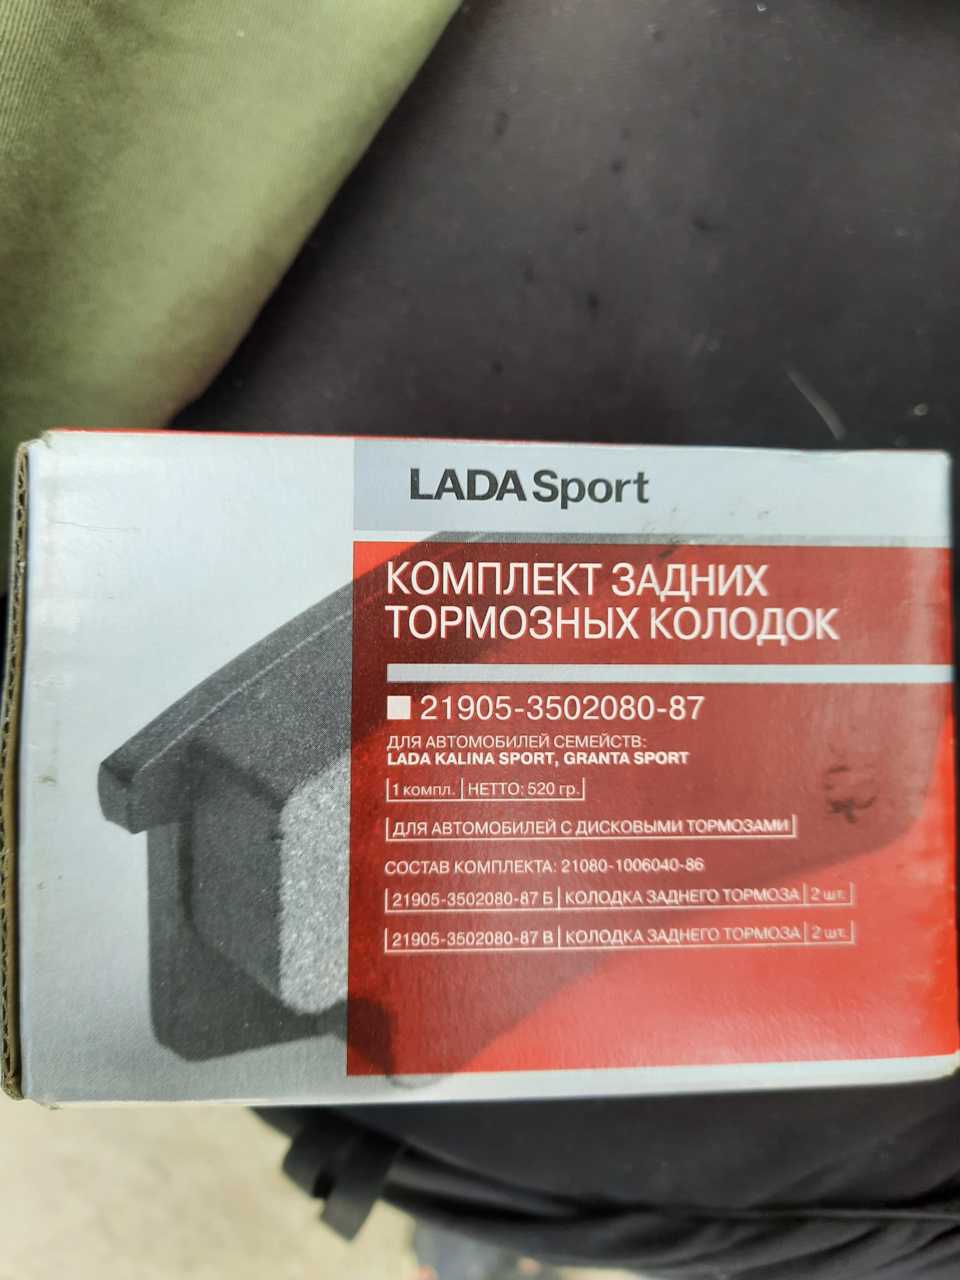 LADA Sport
КОМПЛЕКТ ЗАДНИХ
ТОРМОЗНЫХ КОЛОДОК
21905-3502080-87
ДЛЯ АВТОМОБИЛЕЙ СЕМЕЙСТВ:
LADA KALINA SPORT, GRANTA SPORT
1 компл. НЕТТО: 520 гр.
ДЛЯ АВТОМОБИЛЕЙ С ДИСКОВЫМИ ТОРМОЗАМИ
СОСТАВ КОМПЛЕКТА: 21080-1006040-86
21905-3502080-87 Б КОЛОДКА ЗАДНЕГО ТОРМОЗА 2 шт.
21905-3502080-87 В КОЛОДКА ЗАДНЕГО ТОРМОЗА 2 шт.